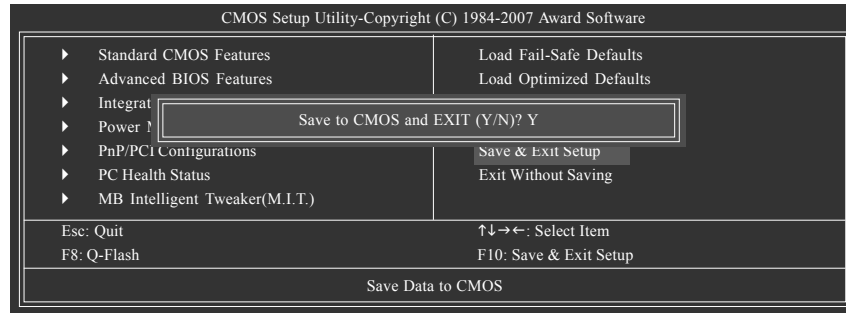 CMOS Setup Utility-Copyright (C) 1984-2007 Award Software
Standard CMOS Features
Advanced BIOS Features
Integrat
Power
PnP/PCI Configurations
PC Health Status
MB Intelligent Tweaker(M.I.T.)
Load Fail-Safe Defaults
Load Optimized Defaults
Save & Exit Setup
Exit Without Saving
Save to CMOS and EXIT (Y/N)? Y
Esc: Quit
F8: Q-Flash
↑↓→←: Select Item
F10: Save & Exit Setup
Save Data to CMOS